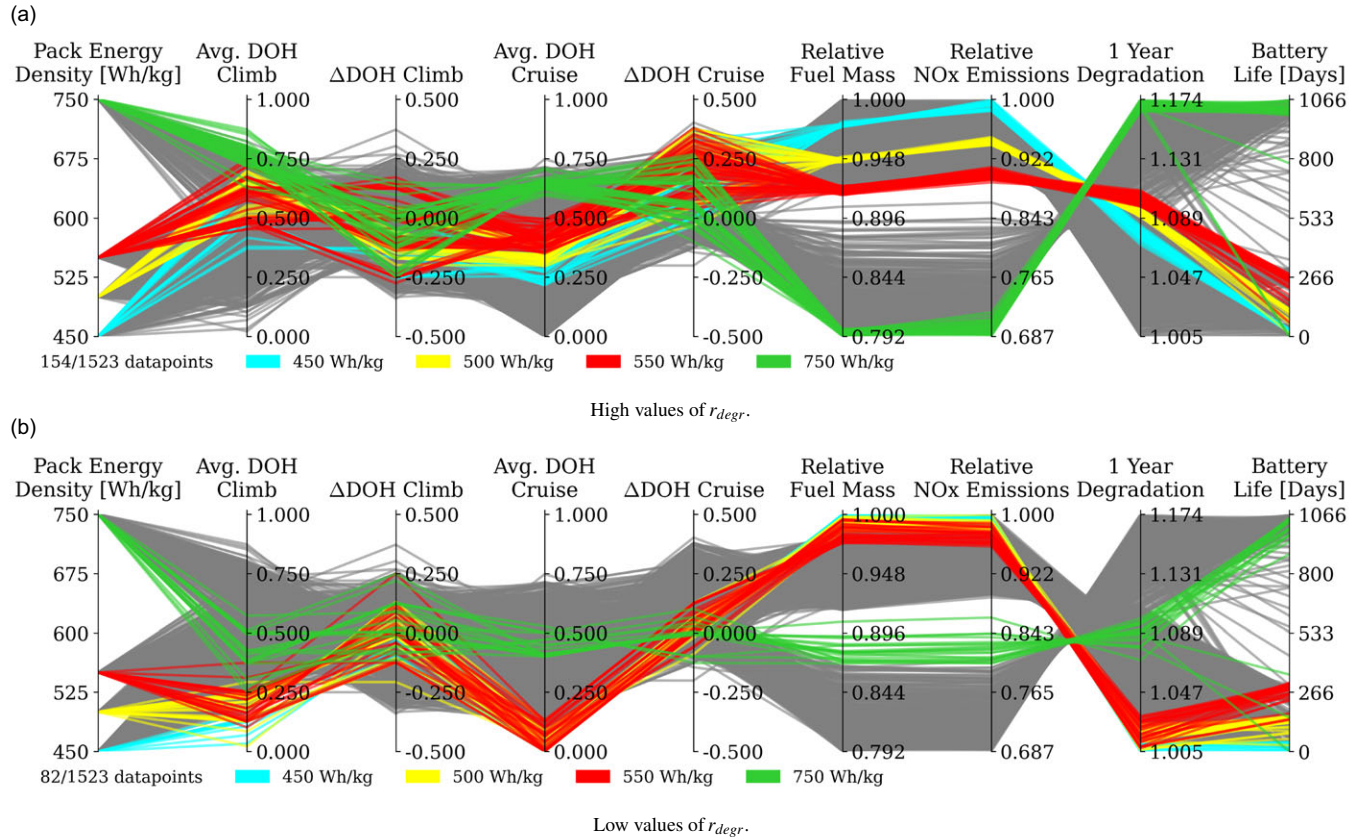 (a)
Pack Energy Density [Wh/kg]
Avg. DOH Climb
ΔDOH Climb
Avg. DOH Cruise
ΔDOH Cruise
Relative Fuel Mass
Relative NOx Emissions
1 Year Degradation
Battery Life [Days]
750 1.000 0.500 1.000 0.500 1.000 1.000 1.174 1066
675 0.750 0.250 0.750 0.250 0.948 0.922 1.131 800
600 0.500 0.000 0.500 0.000 0.896 0.843 1.089 533
525 0.250 -0.250 0.250 -0.250 0.844 0.765 1.047 266
450 0.000 -0.500 0.000 -0.500 0.792 0.687 1.005 0
154/1523 datapoints 450 Wh/kg 500 Wh/kg 550 Wh/kg 750 Wh/kg
High values of r_degr.
(b)
Pack Energy Density [Wh/kg]
Avg. DOH Climb
ΔDOH Climb
Avg. DOH Cruise
ΔDOH Cruise
Relative Fuel Mass
Relative NOx Emissions
1 Year Degradation
Battery Life [Days]
750 1.000 0.500 1.000 0.500 1.000 1.000 1.174 1066
675 0.750 0.250 0.750 0.250 0.948 0.922 1.131 800
600 0.500 0.000 0.500 0.000 0.896 0.843 1.089 533
525 0.250 -0.250 0.250 -0.250 0.844 0.765 1.047 266
450 0.000 -0.500 0.000 -0.500 0.792 0.687 1.005 0
82/1523 datapoints 450 Wh/kg 500 Wh/kg 550 Wh/kg 750 Wh/kg
Low values of r_degr.